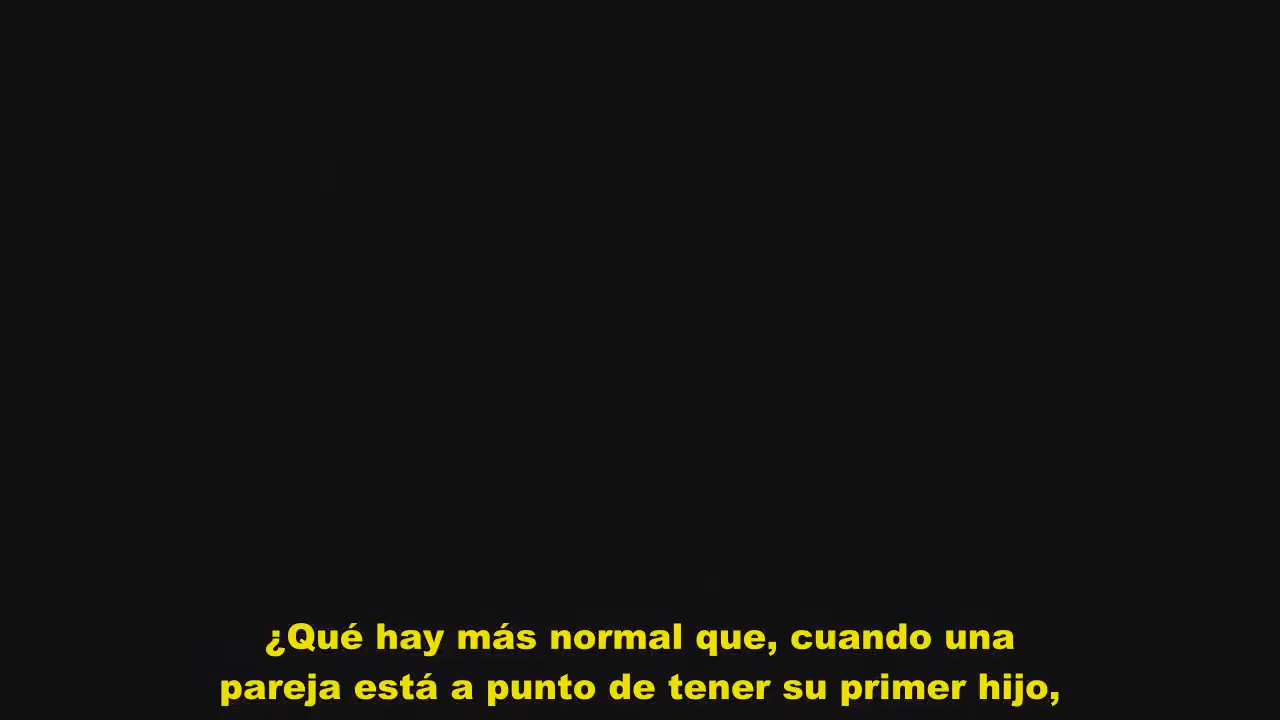 ¿Qué hay más normal que, cuando una
pareja está a punto de tener su primer hijo,